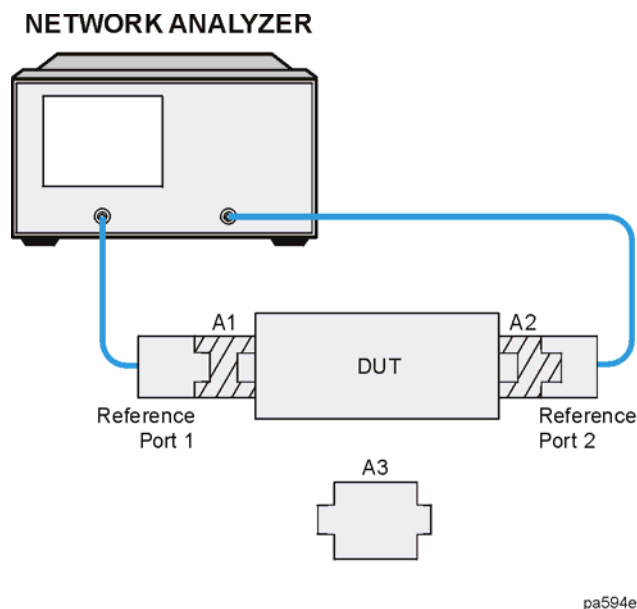 NETWORK ANALYZER
A1
A2
DUT
Reference
Port 1
Reference
Port 2
A3
pa594e